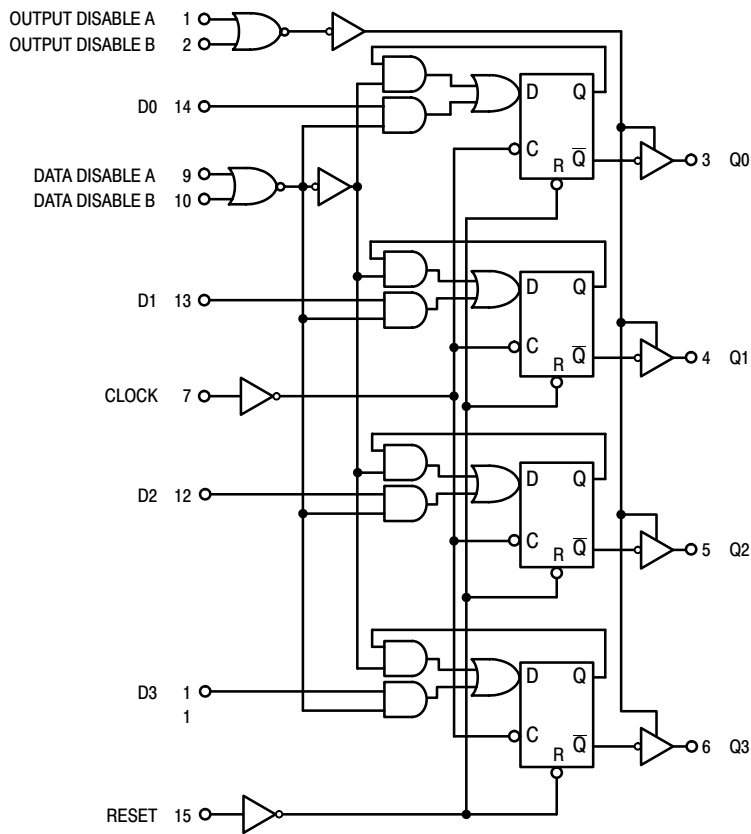 OUTPUT DISABLE A 1
OUTPUT DISABLE B 2
D Q
D0 14
C Q̅ 3 Q0
R
DATA DISABLE A 9
DATA DISABLE B 10
D Q
D1 13
C Q̅ 4 Q1
R
CLOCK 7
D Q
D2 12
C Q̅ 5 Q2
R
D Q
D3 1
1
C Q̅ 6 Q3
R
RESET 15